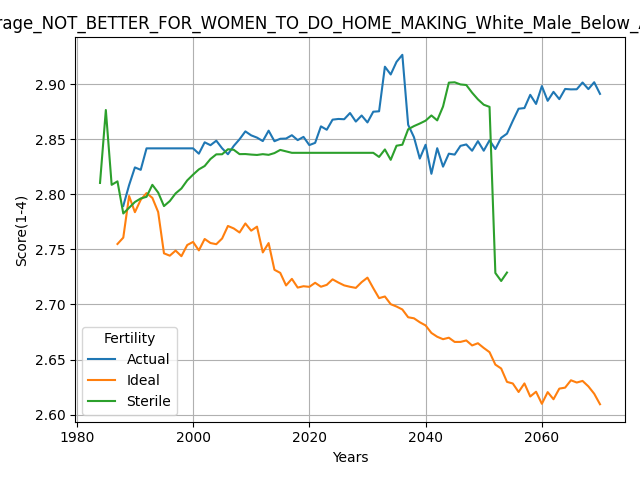 rage_NOT_BETTER_FOR_WOMEN_TO_DO_HOME_MAKING_White_Male_Below_
Score(1-4)
2.90
2.85
2.80
2.75
2.70
2.65
2.60
Fertility
Actual
Ideal
Sterile
1980 2000 2020 2040 2060
Years